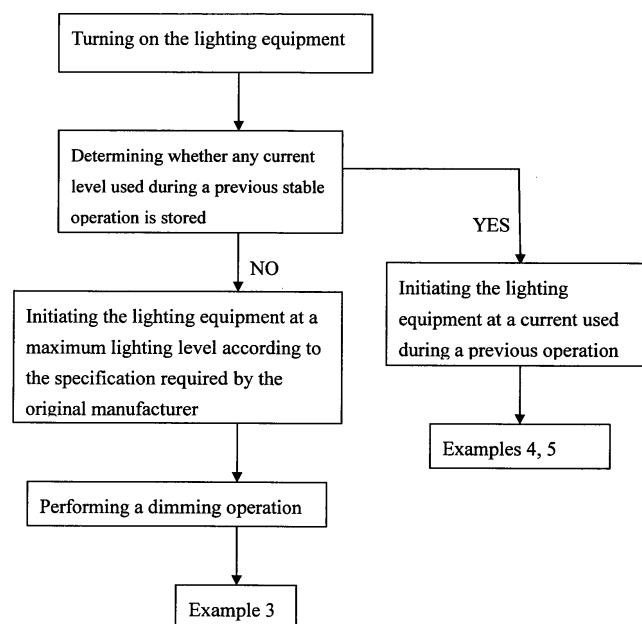 Turning on the lighting equipment
Determining whether any current
level used during a previous stable
operation is stored
YES
NO
Initiating the lighting equipment at a
maximum lighting level according to
the specification required by the
original manufacturer
Initiating the lighting
equipment at a current used
during a previous operation
Examples 4, 5
Performing a dimming operation
Example 3